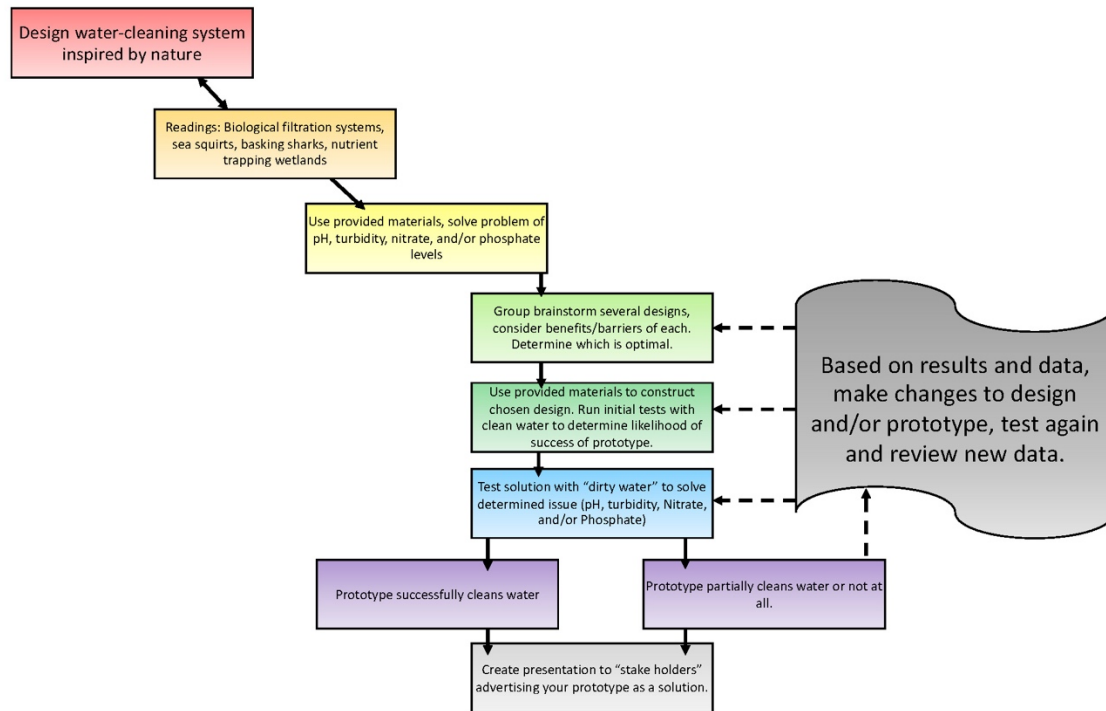 Design water-cleaning system
inspired by nature
Readings: Biological filtration systems,
sea squirts, basking sharks, nutrient
trapping wetlands
Use provided materials, solve problem of
pH, turbidity, nitrate, and/or phosphate
levels
Group brainstorm several designs,
consider benefits/barriers of each.
Determine which is optimal.
Use provided materials to construct
chosen design. Run initial tests with
clean water to determine likelihood of
success of prototype.
Test solution with “dirty water” to solve
determined issue (pH, turbidity, Nitrate,
and/or Phosphate)
Based on results and data,
make changes to design
and/or prototype, test again
and review new data.
Prototype successfully cleans water
Prototype partially cleans water or not at
all.
Create presentation to “stake holders”
advertising your prototype as a solution.